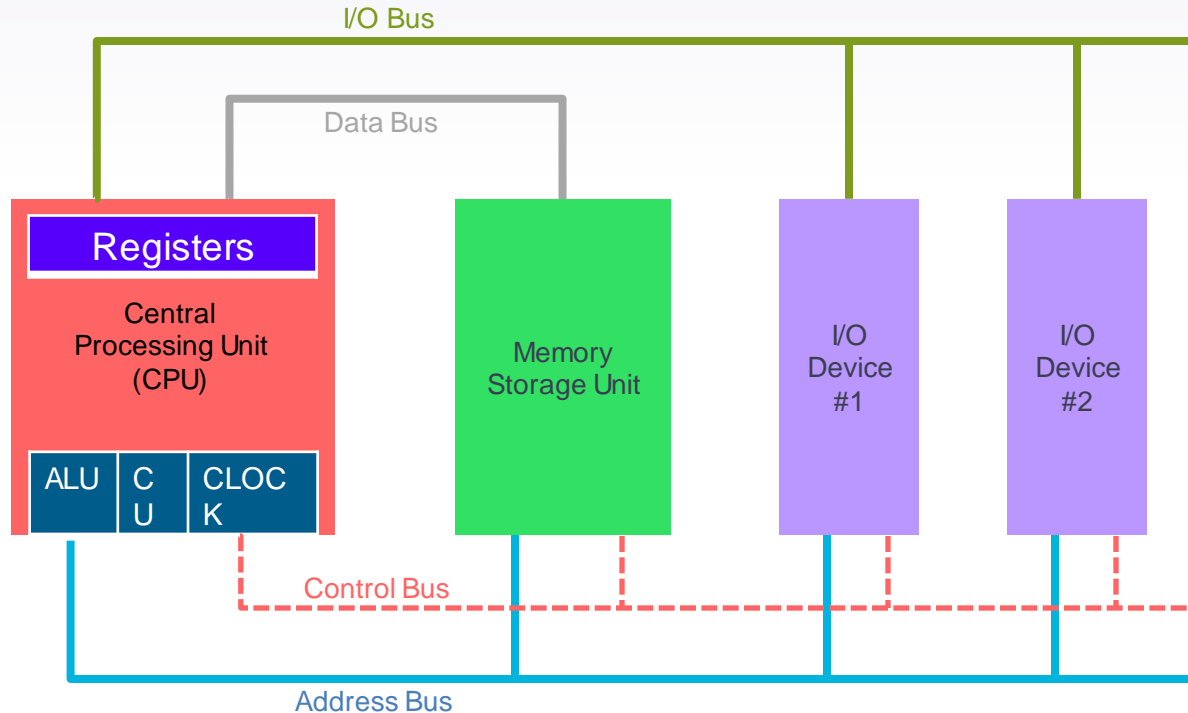 I/O Bus
Data Bus
Registers
Central
Processing Unit
(CPU)
Memory
Storage Unit
I/O
Device
#1
I/O
Device
#2
ALU
C
U
CLOC
K
Control Bus
Address Bus